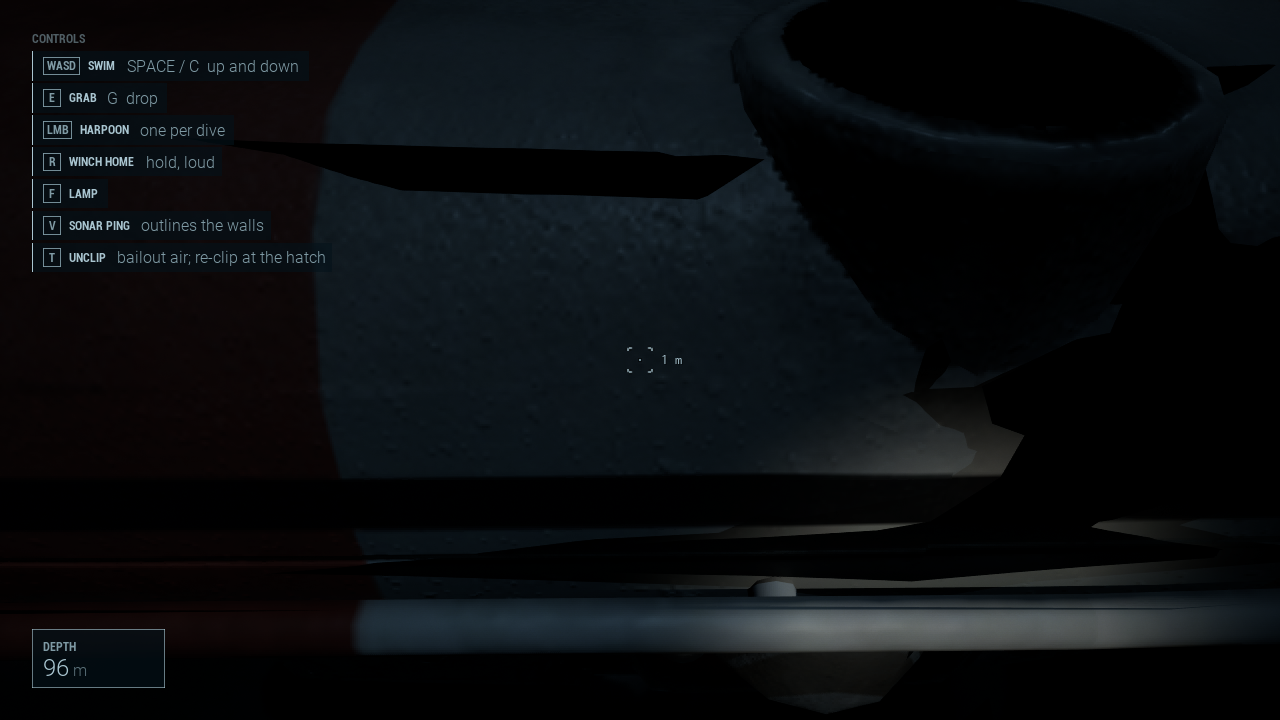 CONTROLS
WASD SWIM SPACE / C up and down
E GRAB G drop
LMB HARPOON one per dive
R WINCH HOME hold, loud
F LAMP
V SONAR PING outlines the walls
T UNCLIP bailout air; re-clip at the hatch
1 m
DEPTH
96 m